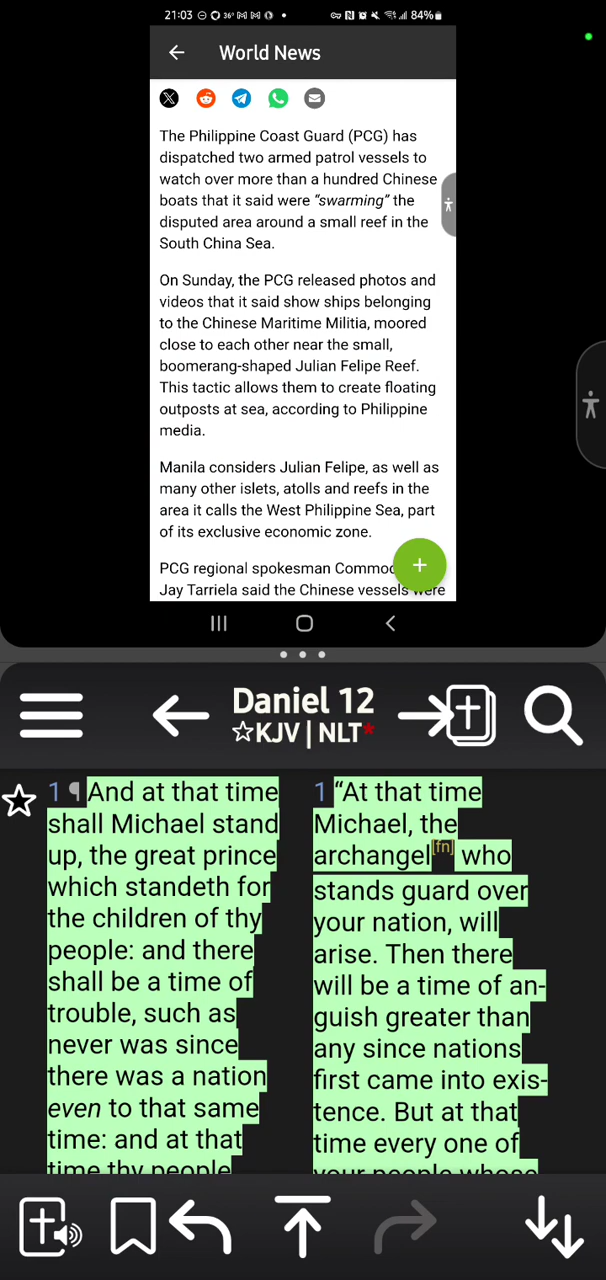 21:03
36°
84%
World News
The Philippine Coast Guard (PCG) has
dispatched two armed patrol vessels to
watch over more than a hundred Chinese
boats that it said were “swarming” the
disputed area around a small reef in the
South China Sea.
On Sunday, the PCG released photos and
videos that it said show ships belonging
to the Chinese Maritime Militia, moored
close to each other near the small,
boomerang-shaped Julian Felipe Reef.
This tactic allows them to create floating
outposts at sea, according to Philippine
media.
Manila considers Julian Felipe, as well as
many other islets, atolls and reefs in the
area it calls the West Philippine Sea, part
of its exclusive economic zone.
PCG regional spokesman
Jay Tarriela said the Chinese vessels were
Daniel 12
☆KJV | NLT*
1 ¶ And at that time
shall Michael stand
up, the great prince
which standeth for
the children of thy
people: and there
shall be a time of
trouble, such as
never was since
there was a nation
even to that same
time: and at that
time thy people
1 “At that time
Michael, the
archangel[fn] who
stands guard over
your nation, will
arise. Then there
will be a time of an-
guish greater than
any since nations
first came into exis-
tence. But at that
time every one of
your people whose